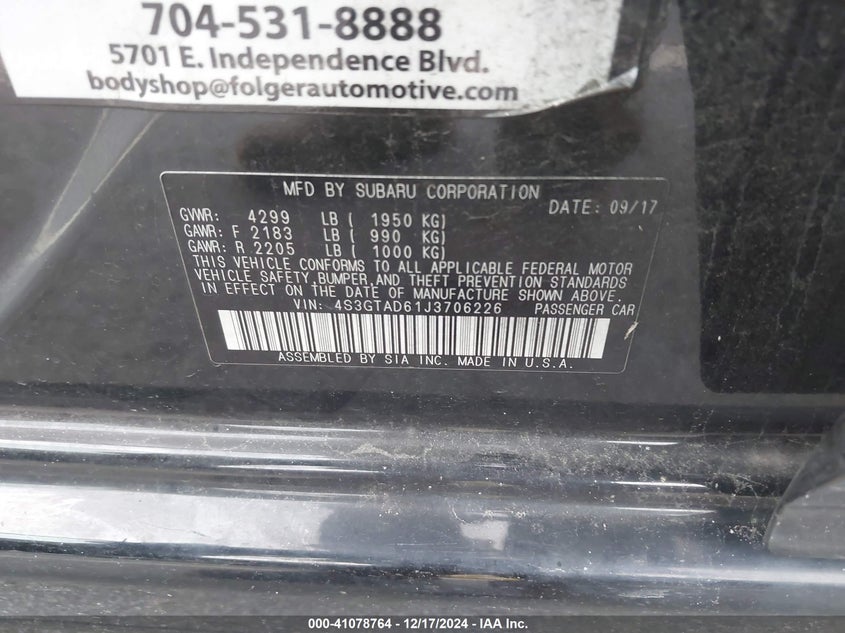 704-531-8888
5701 E. Independence Blvd.
bodyshop@folgerautomotive.com
MFD BY SUBARU CORPORATION DATE: 09/17
GVWR: 4299 LB ( 1950 KG)
GAWR: F 2183 LB ( 990 KG)
GAWR: R 2205 LB ( 1000 KG)
THIS VEHICLE CONFORMS TO ALL APPLICABLE FEDERAL MOTOR
VEHICLE SAFETY, BUMPER, AND THEFT PREVENTION STANDARDS
IN EFFECT ON THE DATE OF MANUFACTURE SHOWN ABOVE.
VIN: 4S3GTAD61J3706226 PASSENGER CAR
ASSEMBLED BY SIA INC. MADE IN U.S.A.
000-41078764 - 12/17/2024 - IAA Inc.